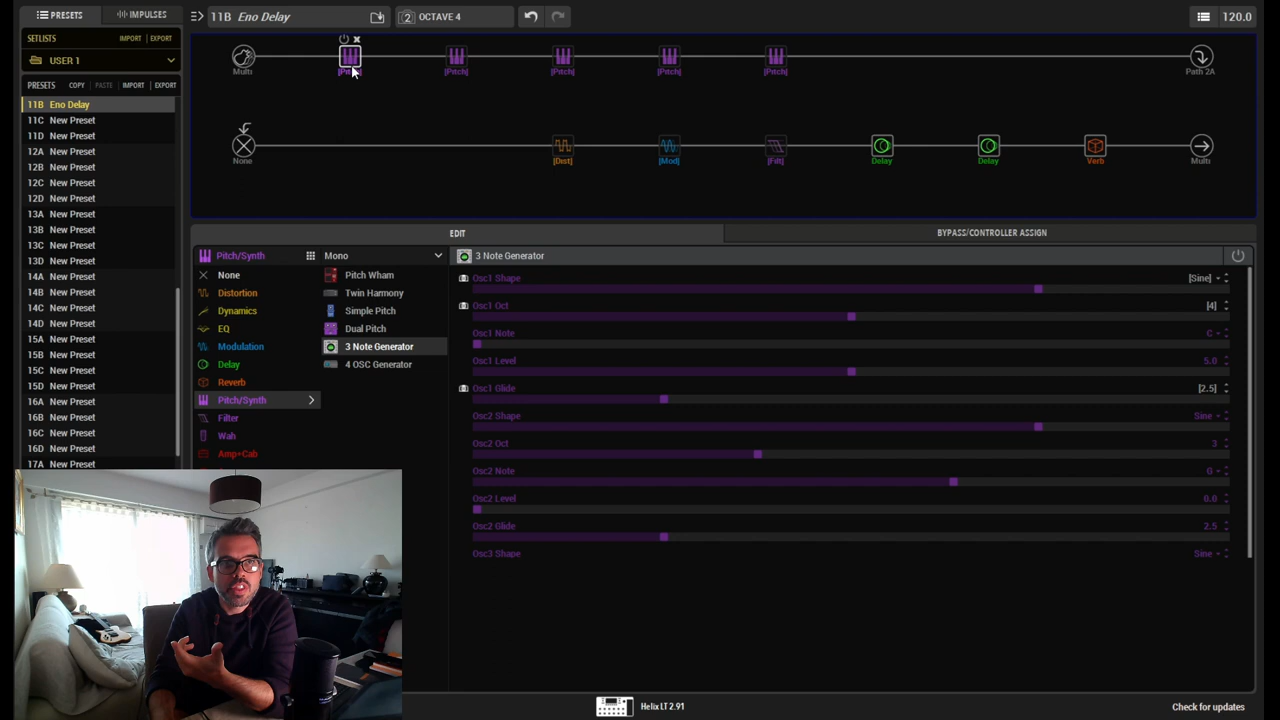 PRESETS
IMPULSES
SETLISTS
IMPORT
EXPORT
USER 1
PRESETS
COPY
PASTE
IMPORT
EXPORT
11B Eno Delay
11C New Preset
11D New Preset
12A New Preset
12B New Preset
12C New Preset
12D New Preset
13A New Preset
13B New Preset
13C New Preset
13D New Preset
14A New Preset
14B New Preset
14C New Preset
14D New Preset
15A New Preset
15B New Preset
15C New Preset
15D New Preset
16A New Preset
16B New Preset
16C New Preset
16D New Preset
17A New Preset
11B Eno Delay
2 OCTAVE 4
120.0
Multi
[Pitch]
[Pitch]
[Pitch]
[Pitch]
Path 2A
None
[Dist]
[Mod]
[Filt]
Delay
Delay
Verb
Multi
EDIT
BYPASS/CONTROLLER ASSIGN
Pitch/Synth
None
Distortion
Dynamics
EQ
Modulation
Delay
Reverb
Pitch/Synth
Filter
Wah
Amp+Cab
Mono
Pitch Wham
Twin Harmony
Simple Pitch
Dual Pitch
3 Note Generator
4 OSC Generator
3 Note Generator
Osc1 Shape [Sine]
Osc1 Oct [4]
Osc1 Note C
Osc1 Level 5.0
Osc1 Glide [2.5]
Osc2 Shape Sine
Osc2 Oct 3
Osc2 Note G
Osc2 Level 0.0
Osc2 Glide 2.5
Osc3 Shape Sine
Helix LT 2.91
Check for updates